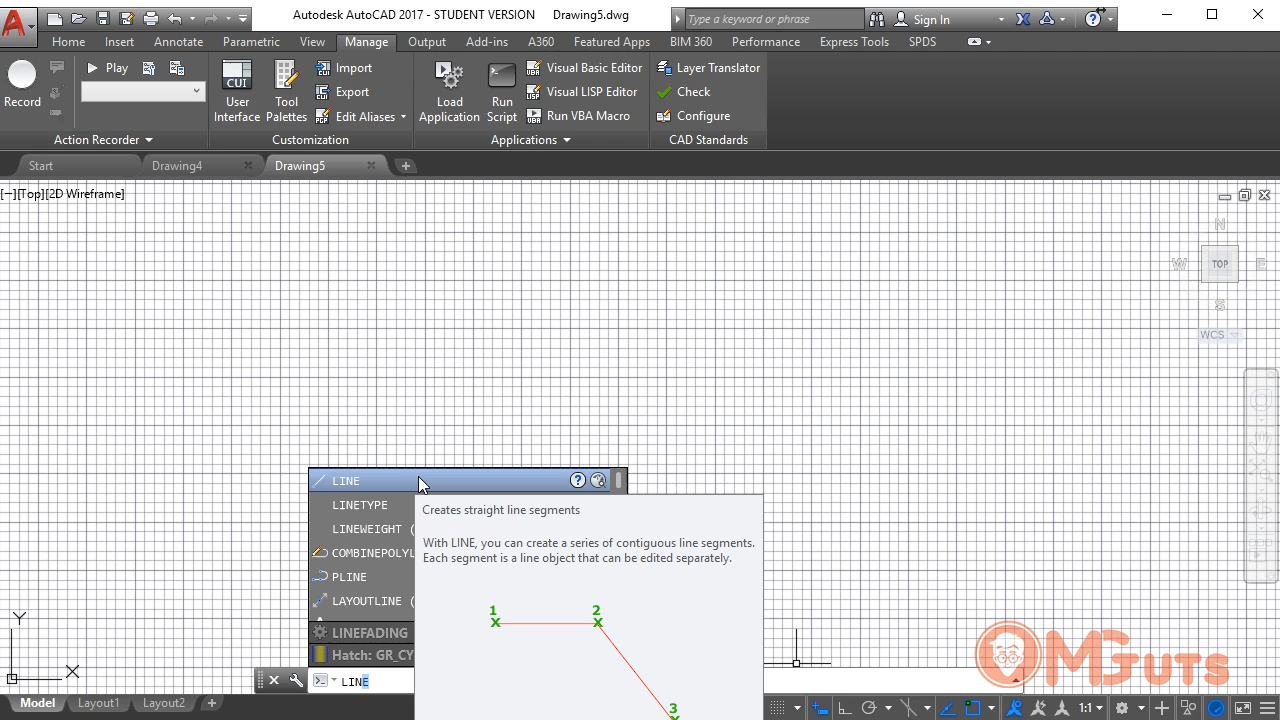 Autodesk AutoCAD 2017 - STUDENT VERSION Drawing5.dwg
Type a keyword or phrase
Sign In
Home Insert Annotate Parametric View Manage Output Add-ins A360 Featured Apps BIM 360 Performance Express Tools SPDS
Record
Play
Action Recorder
CUI
User
Interface
Tool
Palettes
Import
Export
Edit Aliases
Customization
Load
Application
Run
Script
Visual Basic Editor
Visual LISP Editor
Run VBA Macro
Applications
Layer Translator
Check
Configure
CAD Standards
Start Drawing4 Drawing5
[−][Top][2D Wireframe]
N
W TOP E
S
WCS
LINE
LINETYPE
LINEWEIGHT (
COMBINEPOLYL
PLINE
LAYOUTLINE (
LINEFADING
Hatch: GR_CY
Creates straight line segments
With LINE, you can create a series of contiguous line segments.
Each segment is a line object that can be edited separately.
1 2
X X
3
Y
X
LINE
OMGuts
Model Layout1 Layout2
1:1